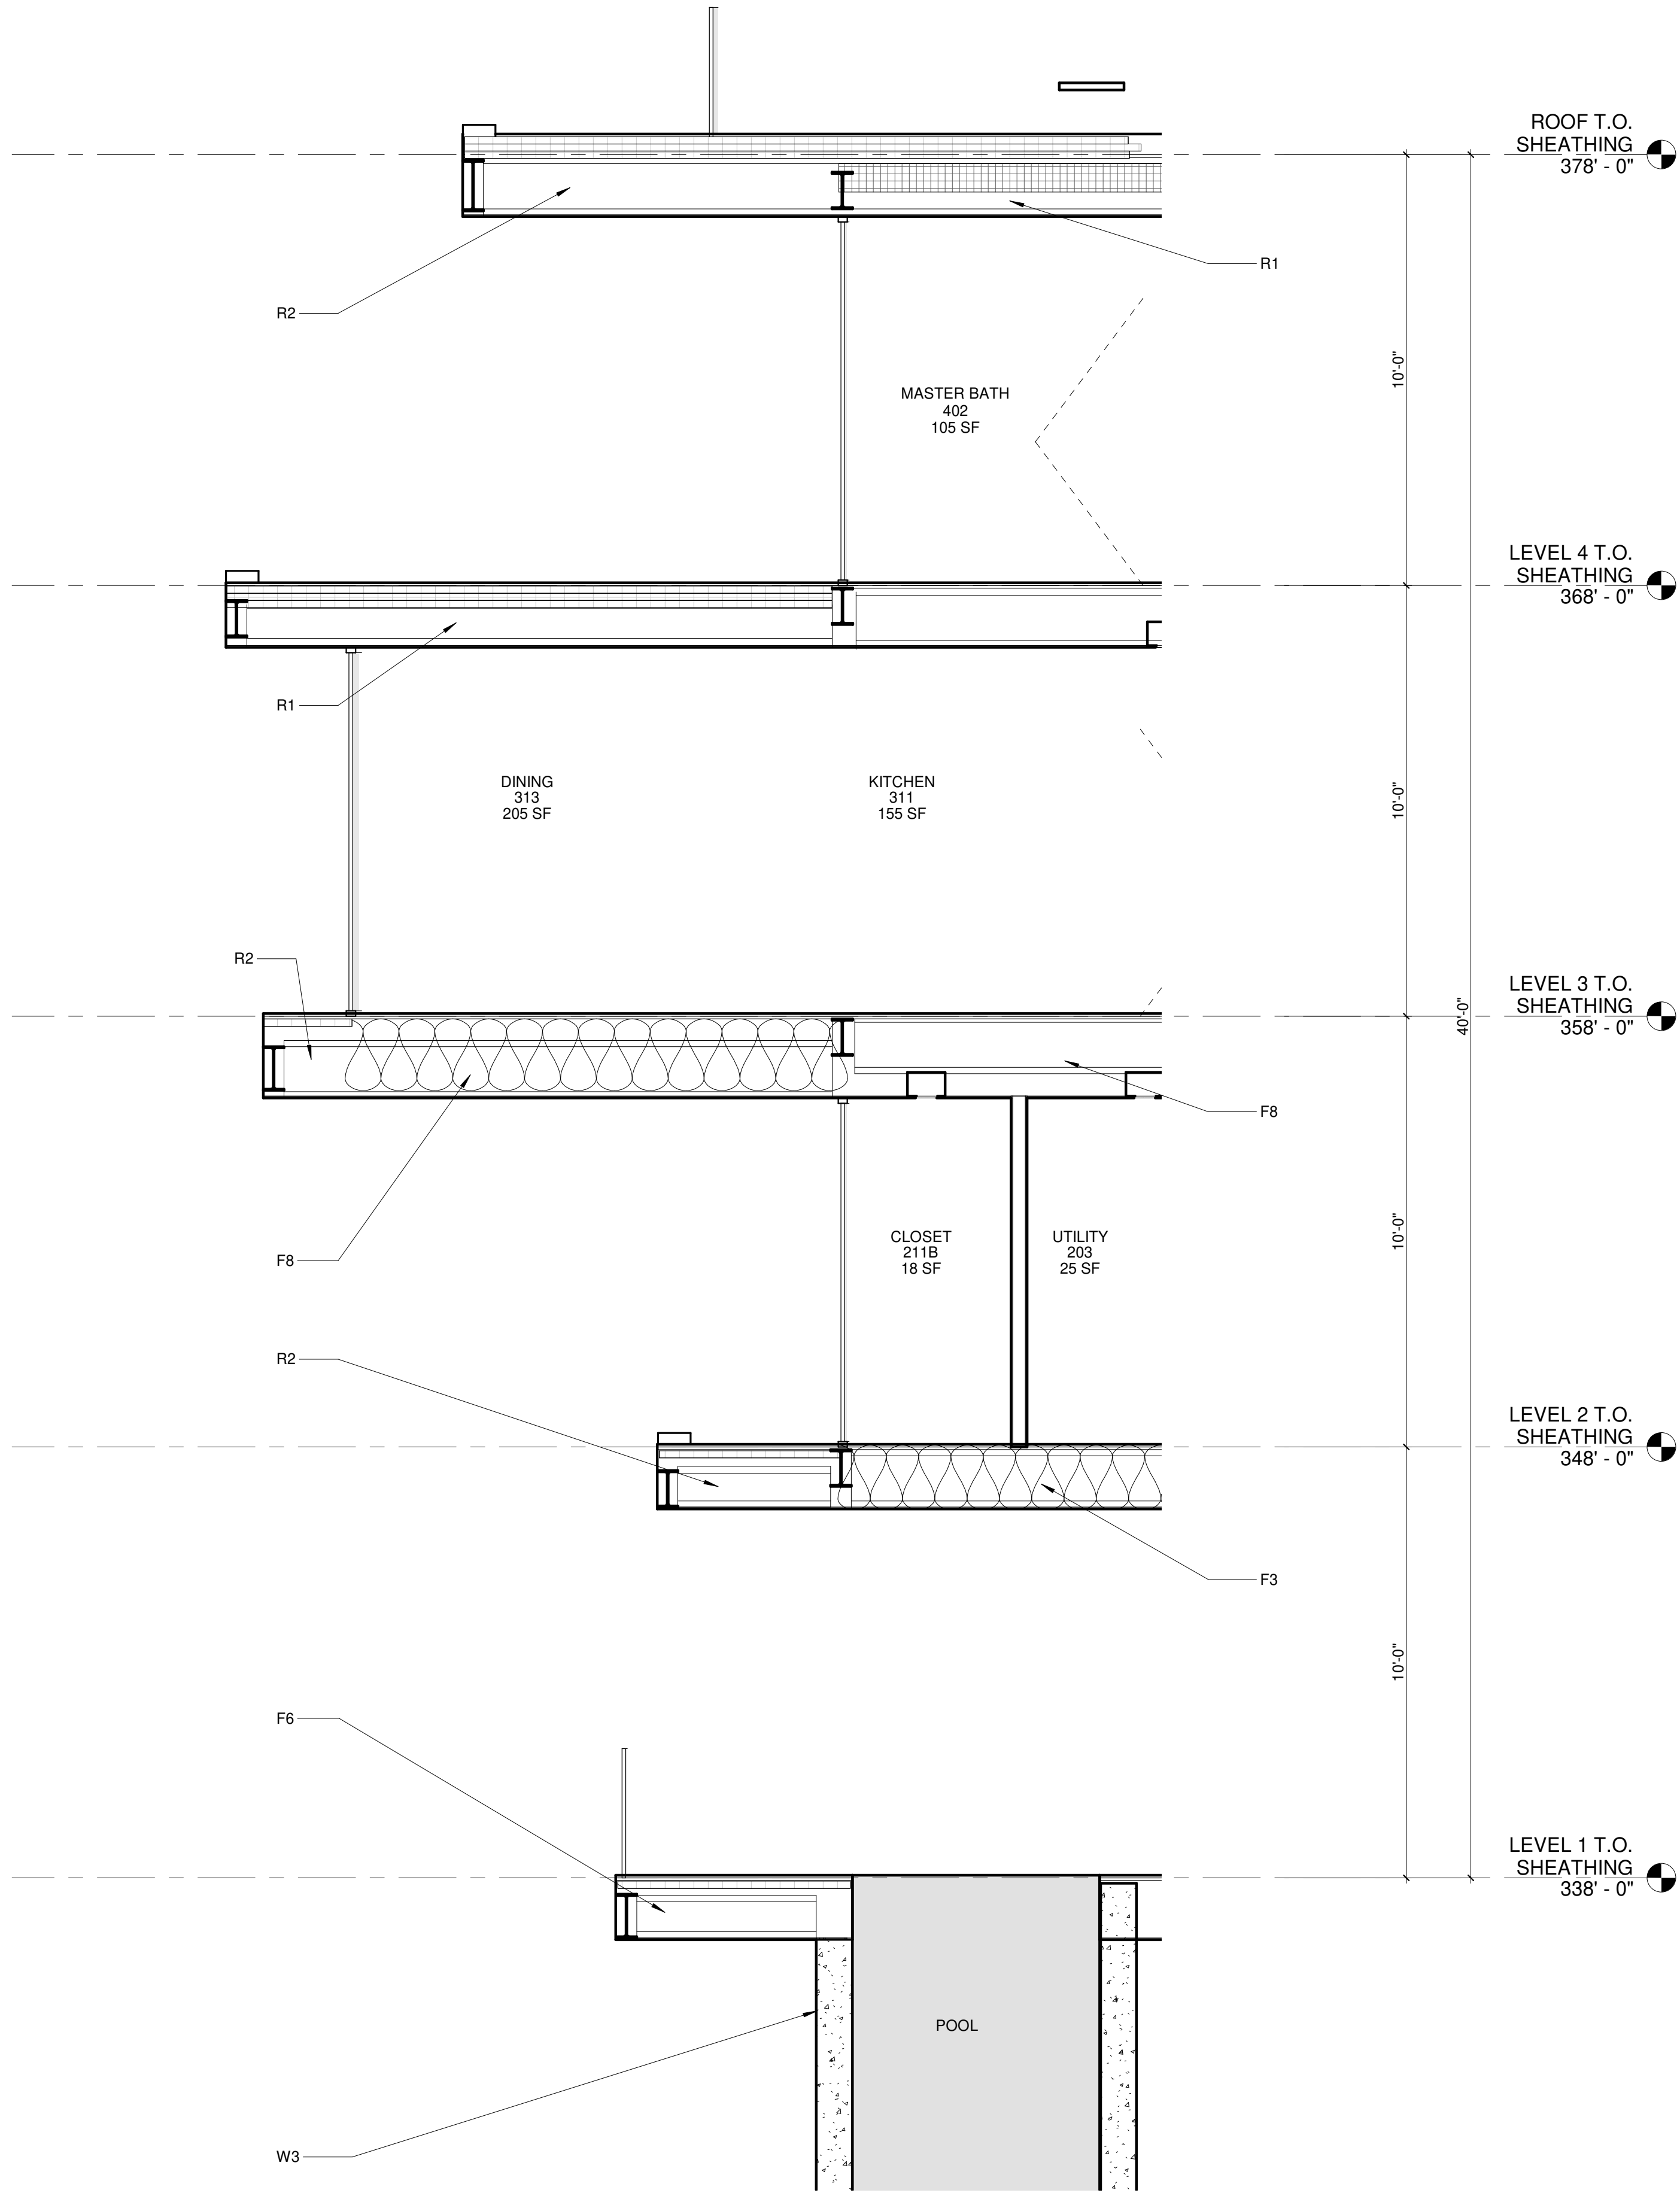 ROOF T.O.
SHEATHING
378' - 0"
R1
R2
10'-0"
MASTER BATH
402
105 SF
LEVEL 4 T.O.
SHEATHING
368' - 0"
R1
DINING
313
205 SF
KITCHEN
311
155 SF
10'-0"
R2
LEVEL 3 T.O.
SHEATHING
358' - 0"
40'-0"
F8
F8
CLOSET
211B
18 SF
UTILITY
203
25 SF
10'-0"
R2
LEVEL 2 T.O.
SHEATHING
348' - 0"
F3
10'-0"
F6
LEVEL 1 T.O.
SHEATHING
338' - 0"
POOL
W3